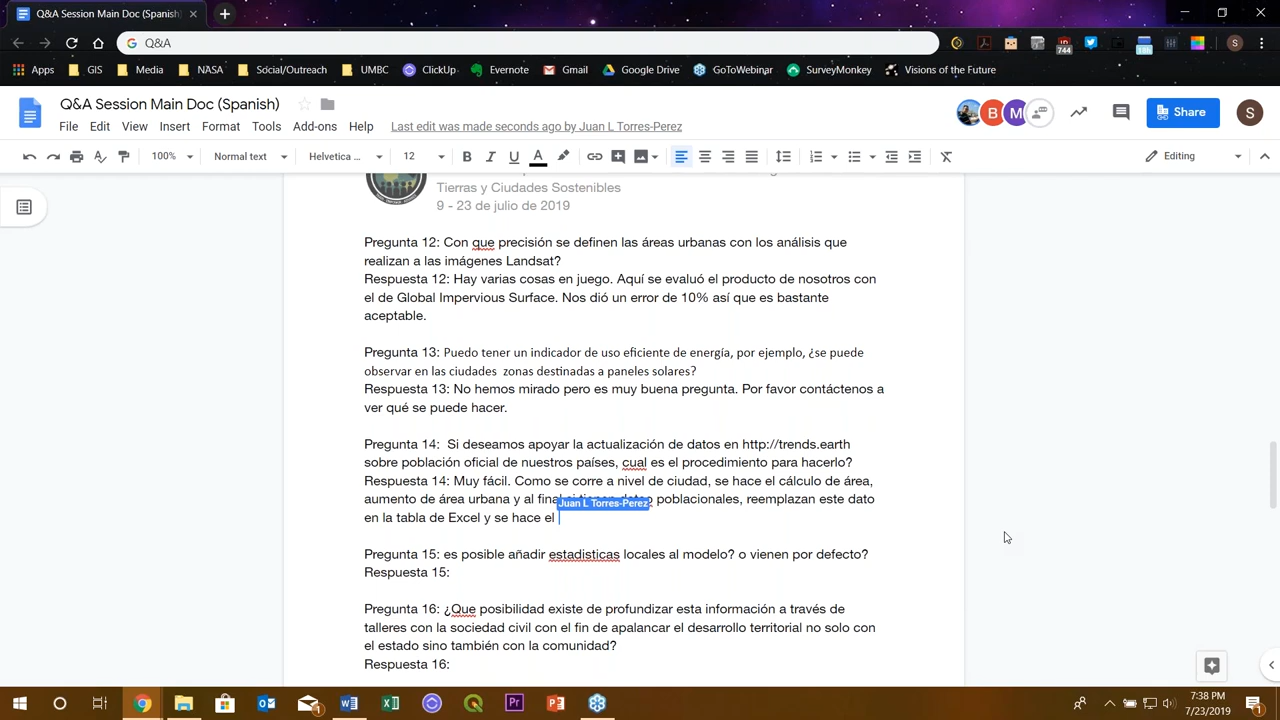 Q&A Session Main Doc (Spanish)
Q&A
Apps GIS Media NASA Social/Outreach UMBC ClickUp Evernote Gmail Google Drive GoToWebinar SurveyMonkey Visions of the Future
744
Q&A Session Main Doc (Spanish)
B M Share S
File Edit View Insert Format Tools Add-ons Help Last edit was made seconds ago by Juan L Torres-Perez
100% Normal text Helvetica ... 12 B I U A Editing
Tierras y Ciudades Sostenibles
9 - 23 de julio de 2019
Pregunta 12: Con que precisión se definen las áreas urbanas con los análisis que
realizan a las imágenes Landsat?
Respuesta 12: Hay varias cosas en juego. Aquí se evaluó el producto de nosotros con
el de Global Impervious Surface. Nos dió un error de 10% así que es bastante
aceptable.
Pregunta 13: Puedo tener un indicador de uso eficiente de energía, por ejemplo, ¿se puede
observar en las ciudades zonas destinadas a paneles solares?
Respuesta 13: No hemos mirado pero es muy buena pregunta. Por favor contáctenos a
ver qué se puede hacer.
Pregunta 14: Si deseamos apoyar la actualización de datos en http://trends.earth
sobre población oficial de nuestros países, cual es el procedimiento para hacerlo?
Respuesta 14: Muy fácil. Como se corre a nivel de ciudad, se hace el cálculo de área,
aumento de área urbana y al final si tienen datos poblacionales, reemplazan este dato
Juan L Torres-Perez
en la tabla de Excel y se hace el
Pregunta 15: es posible añadir estadisticas locales al modelo? o vienen por defecto?
Respuesta 15:
Pregunta 16: ¿Que posibilidad existe de profundizar esta información a través de
talleres con la sociedad civil con el fin de apalancar el desarrollo territorial no solo con
el estado sino también con la comunidad?
Respuesta 16:
7:38 PM
7/23/2019